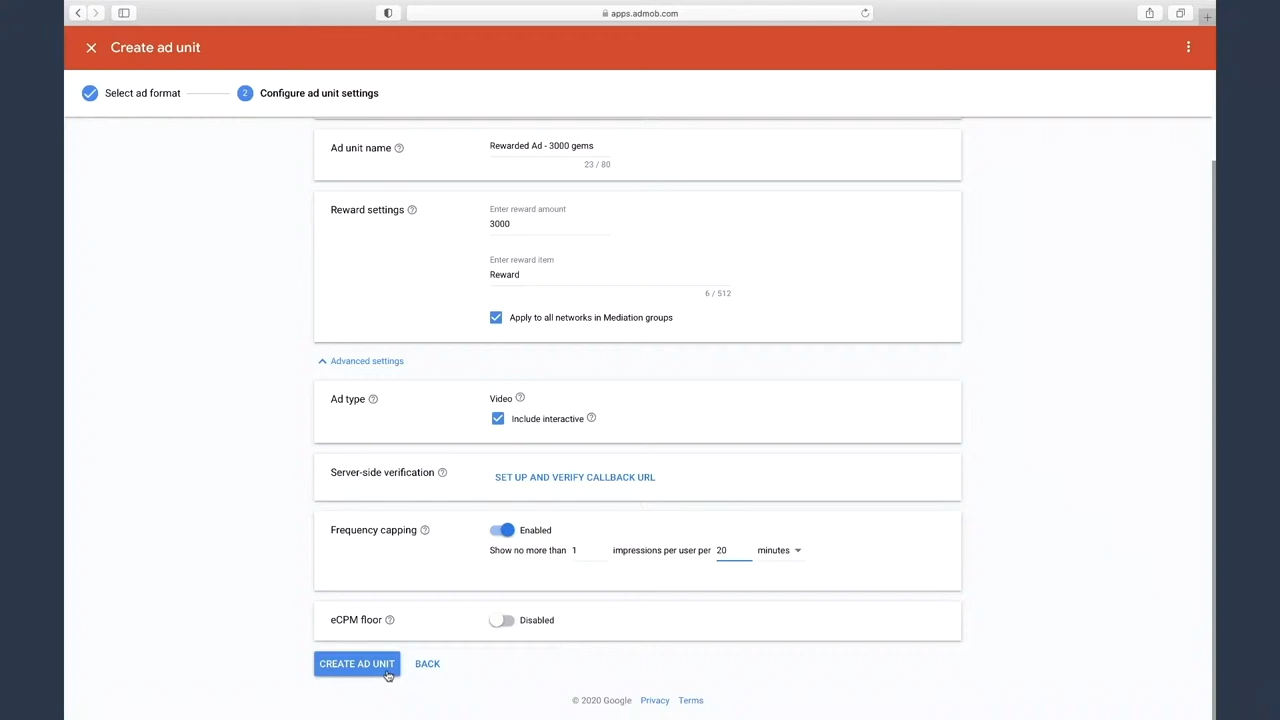 apps.admob.com
Create ad unit
Select ad format
2 Configure ad unit settings
Ad unit name
Rewarded Ad - 3000 gems
23 / 80
Reward settings
Enter reward amount
3000
Enter reward item
Reward
6 / 512
Apply to all networks in Mediation groups
Advanced settings
Ad type
Video
Include interactive
Server-side verification
SET UP AND VERIFY CALLBACK URL
Frequency capping
Enabled
Show no more than 1 impressions per user per 20 minutes
eCPM floor
Disabled
CREATE AD UNIT BACK
© 2020 Google Privacy Terms